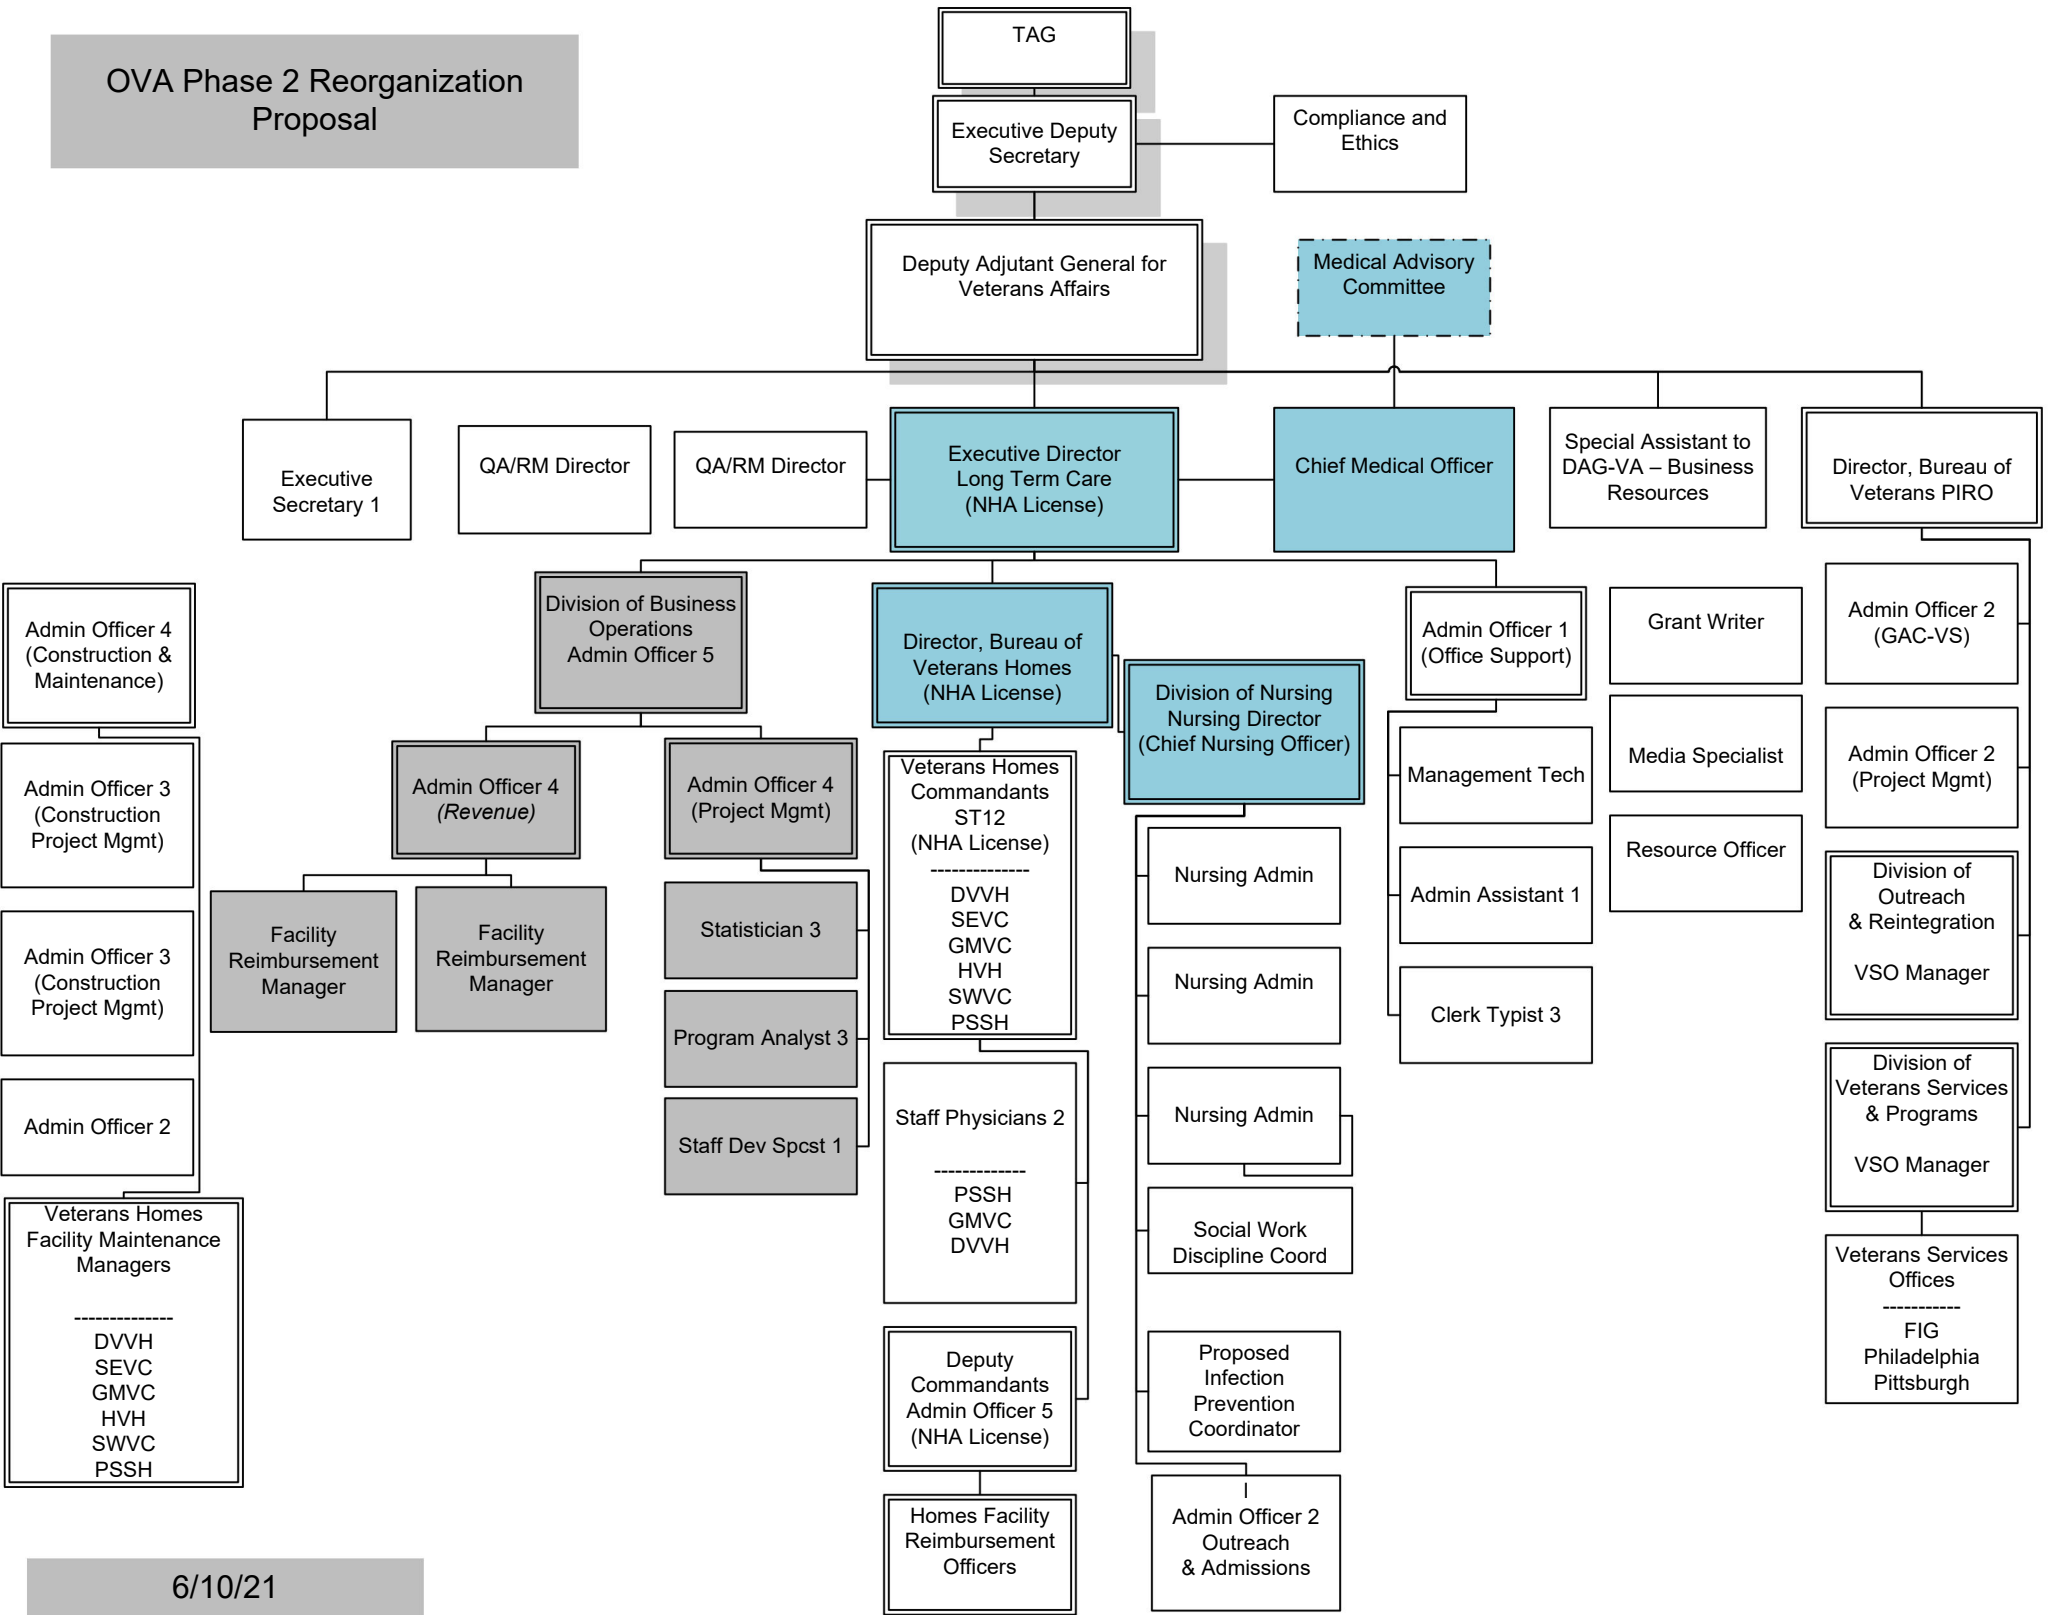 OVA Phase 2 Reorganization
Proposal
TAG
Executive Deputy
Secretary
Compliance and
Ethics
Deputy Adjutant General for
Veterans Affairs
Medical Advisory
Committee
Executive
Secretary 1
QA/RM Director
QA/RM Director
Executive Director
Long Term Care
(NHA License)
Chief Medical Officer
Special Assistant to
DAG-VA – Business
Resources
Director, Bureau of
Veterans PIRO
Admin Officer 4
(Construction &
Maintenance)
Admin Officer 3
(Construction
Project Mgmt)
Admin Officer 3
(Construction
Project Mgmt)
Admin Officer 2
Veterans Homes
Facility Maintenance
Managers
--------------
DVVH
SEVC
GMVC
HVH
SWVC
PSSH
Division of Business
Operations
Admin Officer 5
Admin Officer 4
(Revenue)
Facility
Reimbursement
Manager
Facility
Reimbursement
Manager
Admin Officer 4
(Project Mgmt)
Statistician 3
Program Analyst 3
Staff Dev Spcst 1
Director, Bureau of
Veterans Homes
(NHA License)
Veterans Homes
Commandants
ST12
(NHA License)
--------------
DVVH
SEVC
GMVC
HVH
SWVC
PSSH
Staff Physicians 2
-------------
PSSH
GMVC
DVVH
Deputy
Commandants
Admin Officer 5
(NHA License)
Homes Facility
Reimbursement
Officers
Division of Nursing
Nursing Director
(Chief Nursing Officer)
Nursing Admin
Nursing Admin
Nursing Admin
Social Work
Discipline Coord
Proposed
Infection
Prevention
Coordinator
Admin Officer 2
Outreach
& Admissions
Admin Officer 1
(Office Support)
Management Tech
Admin Assistant 1
Clerk Typist 3
Grant Writer
Media Specialist
Resource Officer
Admin Officer 2
(GAC-VS)
Admin Officer 2
(Project Mgmt)
Division of
Outreach
& Reintegration
VSO Manager
Division of
Veterans Services
& Programs
VSO Manager
Veterans Services
Offices
-----------
FIG
Philadelphia
Pittsburgh
6/10/21